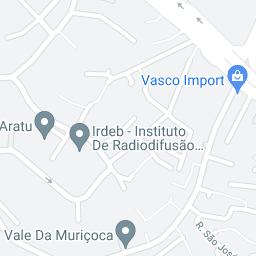 Vasco Import
Aratu
Irdeb - Instituto
De Radiodifusão...
Vale Da Muriçoca
R. São José